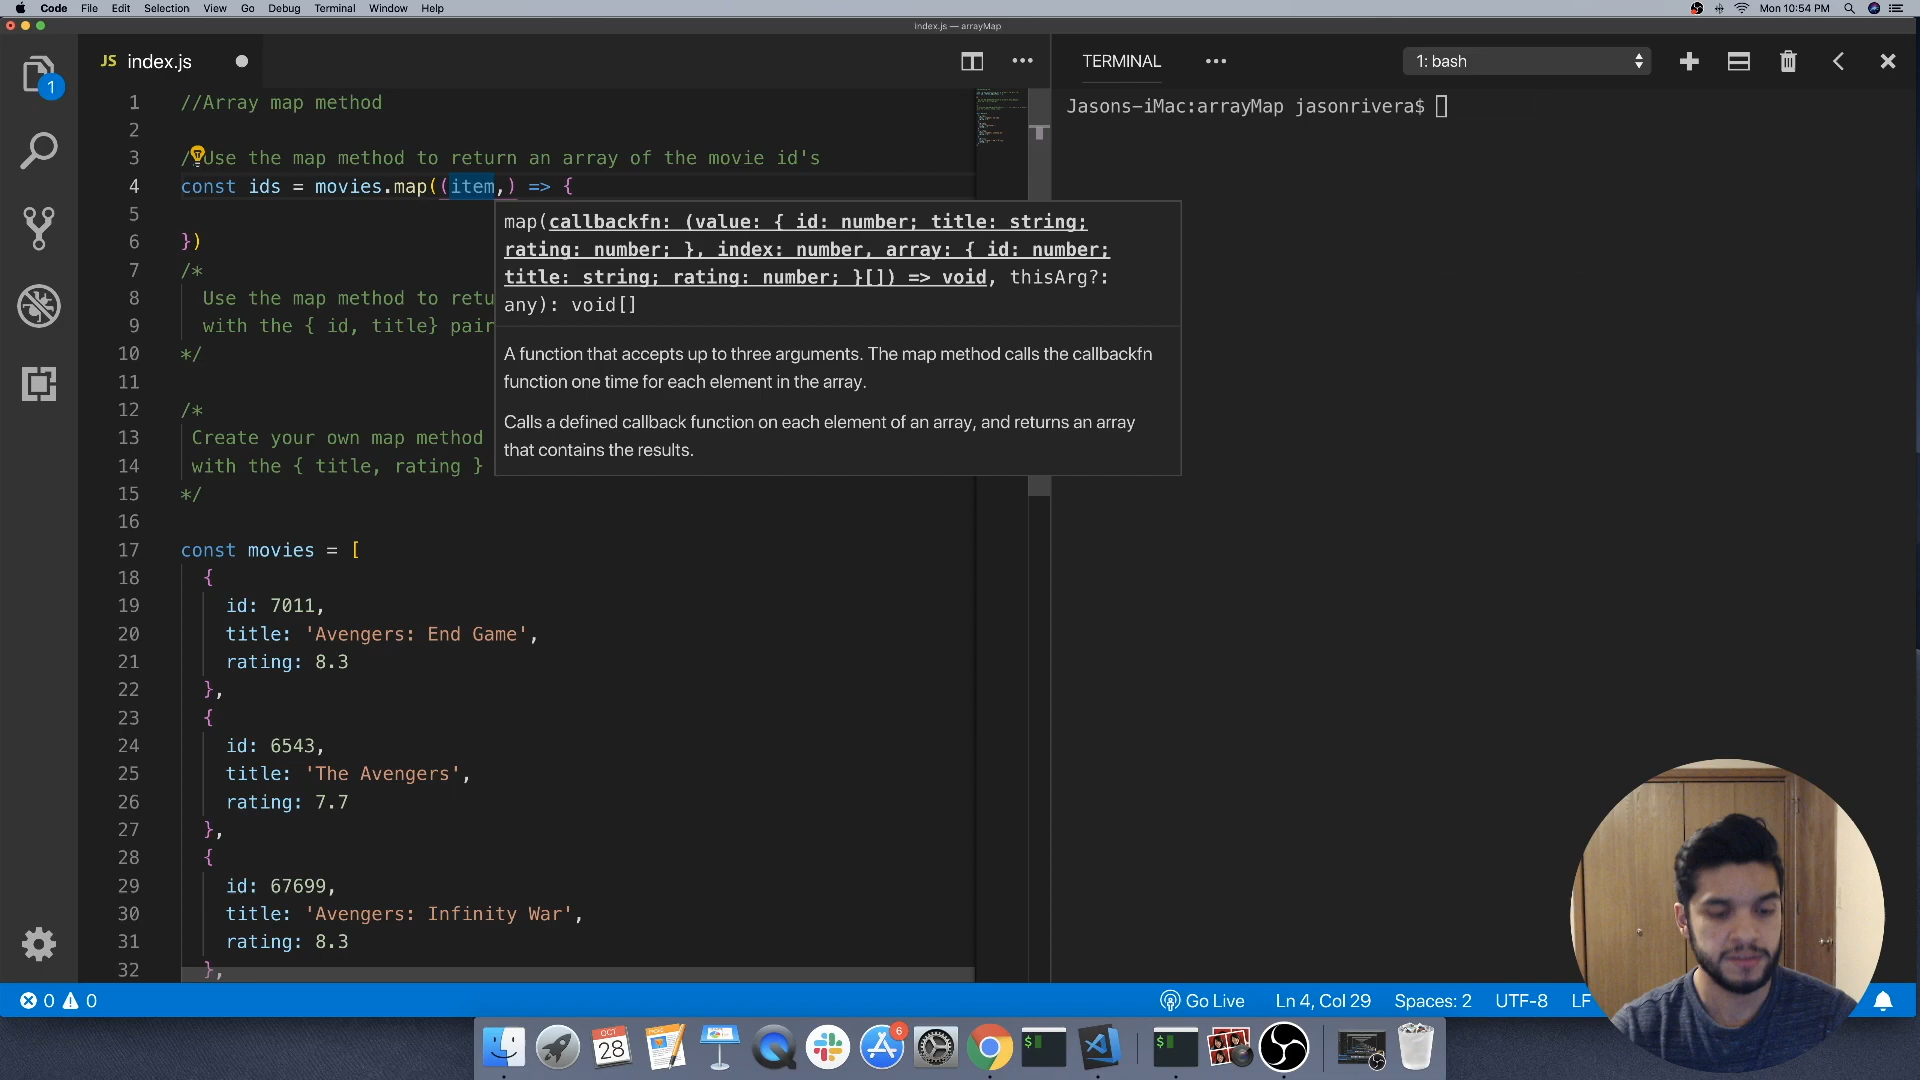 Code File Edit Selection View Go Debug Terminal Window Help
Mon 10:54 PM
index.js — arrayMap
JS index.js
TERMINAL
1: bash
1
1 //Array map method
2
3 //Use the map method to return an array of the movie id's
4 const ids = movies.map((item,) => {
5
6 })
7 /*
8 Use the map method to retu
9 with the { id, title} pair
10 */
11
12 /*
13 Create your own map method
14 with the { title, rating }
15 */
16
17 const movies = [
18 {
19 id: 7011,
20 title: 'Avengers: End Game',
21 rating: 8.3
22 },
23 {
24 id: 6543,
25 title: 'The Avengers',
26 rating: 7.7
27 },
28 {
29 id: 67699,
30 title: 'Avengers: Infinity War',
31 rating: 8.3
32 },
map(callbackfn: (value: { id: number; title: string;
rating: number; }, index: number, array: { id: number;
title: string; rating: number; }[]) => void, thisArg?:
any): void[]
A function that accepts up to three arguments. The map method calls the callbackfn
function one time for each element in the array.
Calls a defined callback function on each element of an array, and returns an array
that contains the results.
Jasons-iMac:arrayMap jasonrivera$
0 0
Go Live Ln 4, Col 29 Spaces: 2 UTF-8 LF
OCT
28
6
$
$